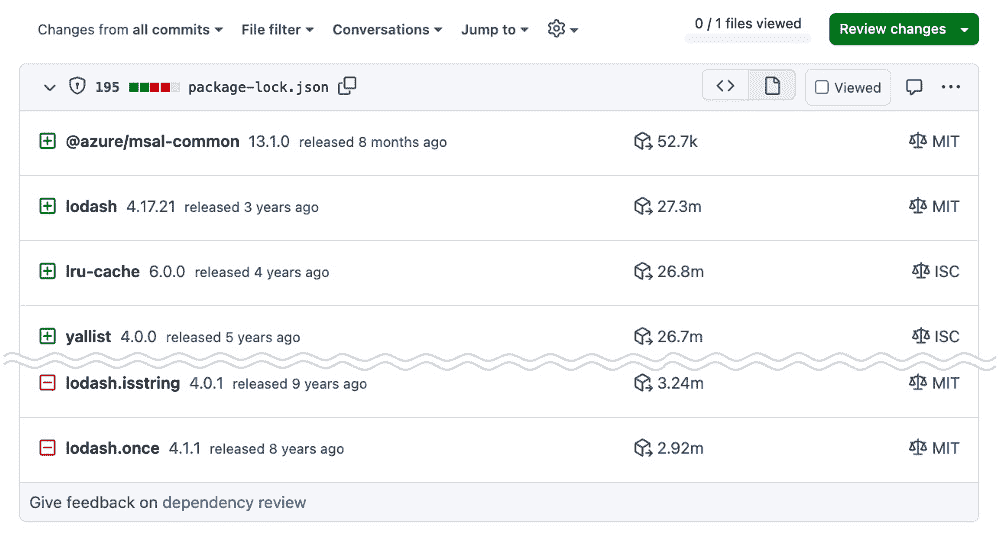 Changes from all commits File filter Conversations Jump to 0 / 1 files viewed Review changes
195 package-lock.json Viewed
@azure/msal-common 13.1.0 released 8 months ago 52.7k MIT
lodash 4.17.21 released 3 years ago 27.3m MIT
lru-cache 6.0.0 released 4 years ago 26.8m ISC
yallist 4.0.0 released 5 years ago 26.7m ISC
lodash.isstring 4.0.1 released 9 years ago 3.24m MIT
lodash.once 4.1.1 released 8 years ago 2.92m MIT
Give feedback on dependency review